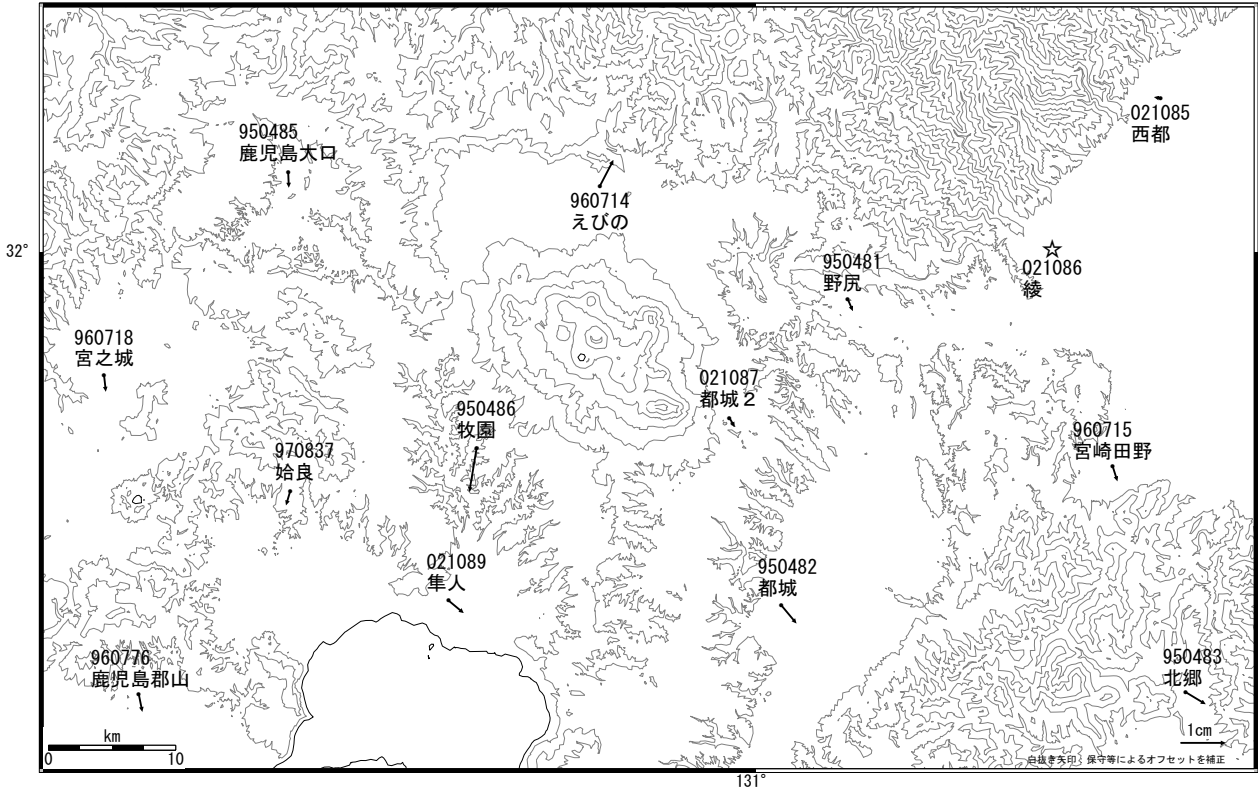 021085
西都
950485
鹿児島大口
960714
えびの
32°
950481
野尻
021086
綾
960718
宮之城
021087
都城２
950486
牧園
960715
宮崎田野
970837
姶良
021089
隼人
950482
都城
960776
鹿児島郡山
950483
北郷
km
0 10
1cm
白抜き矢印：保守等によるオフセットを補正
131°